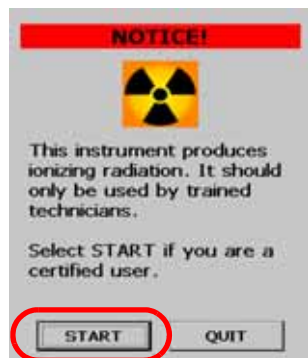 NOTICE!
This instrument produces
ionizing radiation. It should
only be used by trained
technicians.
Select START if you are a
certified user.
START QUIT